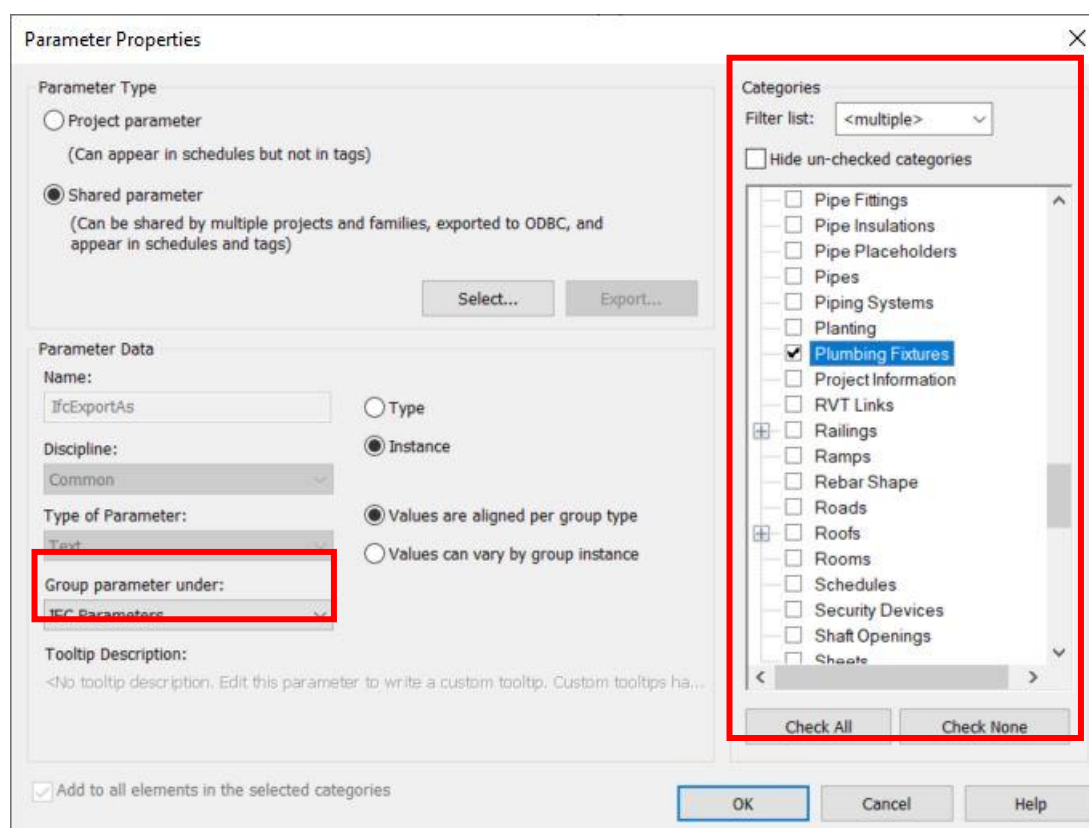 Parameter Properties
Parameter Type
Project parameter
(Can appear in schedules but not in tags)
Shared parameter
(Can be shared by multiple projects and families, exported to ODBC, and
appear in schedules and tags)
Select...
Export...
Parameter Data
Name:
IfcExportAs
Type
Instance
Discipline:
Common
Type of Parameter:
Text
Values are aligned per group type
Values can vary by group instance
Group parameter under:
IFC Parameters
Tooltip Description:
<No tooltip description. Edit this parameter to write a custom tooltip. Custom tooltips ha...
Add to all elements in the selected categories
Categories
Filter list:
<multiple>
Hide un-checked categories
Pipe Fittings
Pipe Insulations
Pipe Placeholders
Pipes
Piping Systems
Planting
Plumbing Fixtures
Project Information
RVT Links
Railings
Ramps
Rebar Shape
Roads
Roofs
Rooms
Schedules
Security Devices
Shaft Openings
Sheets
Check All
Check None
OK
Cancel
Help